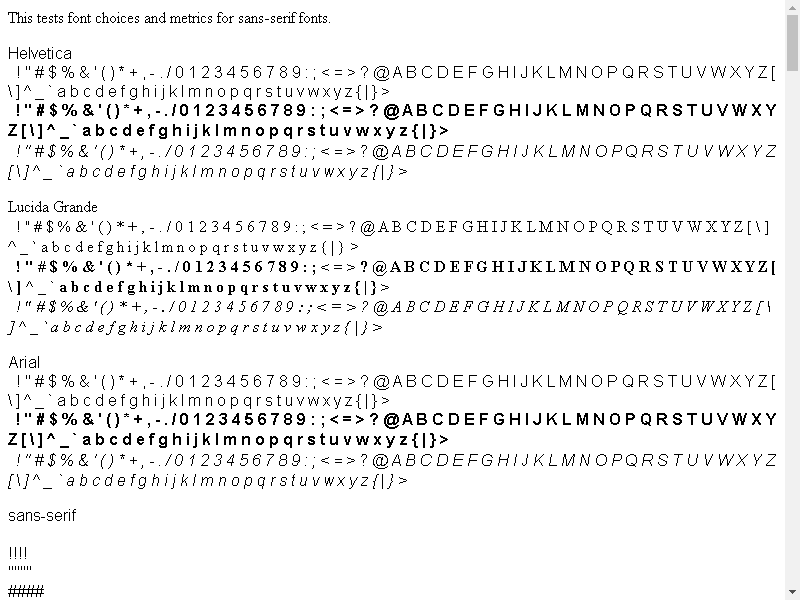 This tests font choices and metrics for sans-serif fonts.
Helvetica
! " # $ % & ' ( ) * + , - . / 0 1 2 3 4 5 6 7 8 9 : ; < = > ? @ A B C D E F G H I J K L M N O P Q R S T U V W X Y Z [
\ ] ^ _ ` a b c d e f g h i j k l m n o p q r s t u v w x y z { | } >
! " # $ % & ' ( ) * + , - . / 0 1 2 3 4 5 6 7 8 9 : ; < = > ? @ A B C D E F G H I J K L M N O P Q R S T U V W X Y
Z [ \ ] ^ _ ` a b c d e f g h i j k l m n o p q r s t u v w x y z { | } >
! " # $ % & ' ( ) * + , - . / 0 1 2 3 4 5 6 7 8 9 : ; < = > ? @ A B C D E F G H I J K L M N O P Q R S T U V W X Y Z
[ \ ] ^ _ ` a b c d e f g h i j k l m n o p q r s t u v w x y z { | } >
Lucida Grande
! " # $ % & ' ( ) * + , - . / 0 1 2 3 4 5 6 7 8 9 : ; < = > ? @ A B C D E F G H I J K L M N O P Q R S T U V W X Y Z [ \ ]
^ _ ` a b c d e f g h i j k l m n o p q r s t u v w x y z { | } >
! " # $ % & ' ( ) * + , - . / 0 1 2 3 4 5 6 7 8 9 : ; < = > ? @ A B C D E F G H I J K L M N O P Q R S T U V W X Y Z [
\ ] ^ _ ` a b c d e f g h i j k l m n o p q r s t u v w x y z { | } >
! " # $ % & ' ( ) * + , - . / 0 1 2 3 4 5 6 7 8 9 : ; < = > ? @ A B C D E F G H I J K L M N O P Q R S T U V W X Y Z [ \
] ^ _ ` a b c d e f g h i j k l m n o p q r s t u v w x y z { | } >
Arial
! " # $ % & ' ( ) * + , - . / 0 1 2 3 4 5 6 7 8 9 : ; < = > ? @ A B C D E F G H I J K L M N O P Q R S T U V W X Y Z [
\ ] ^ _ ` a b c d e f g h i j k l m n o p q r s t u v w x y z { | } >
! " # $ % & ' ( ) * + , - . / 0 1 2 3 4 5 6 7 8 9 : ; < = > ? @ A B C D E F G H I J K L M N O P Q R S T U V W X Y
Z [ \ ] ^ _ ` a b c d e f g h i j k l m n o p q r s t u v w x y z { | } >
! " # $ % & ' ( ) * + , - . / 0 1 2 3 4 5 6 7 8 9 : ; < = > ? @ A B C D E F G H I J K L M N O P Q R S T U V W X Y Z
[ \ ] ^ _ ` a b c d e f g h i j k l m n o p q r s t u v w x y z { | } >
sans-serif
!!!!
""""
####